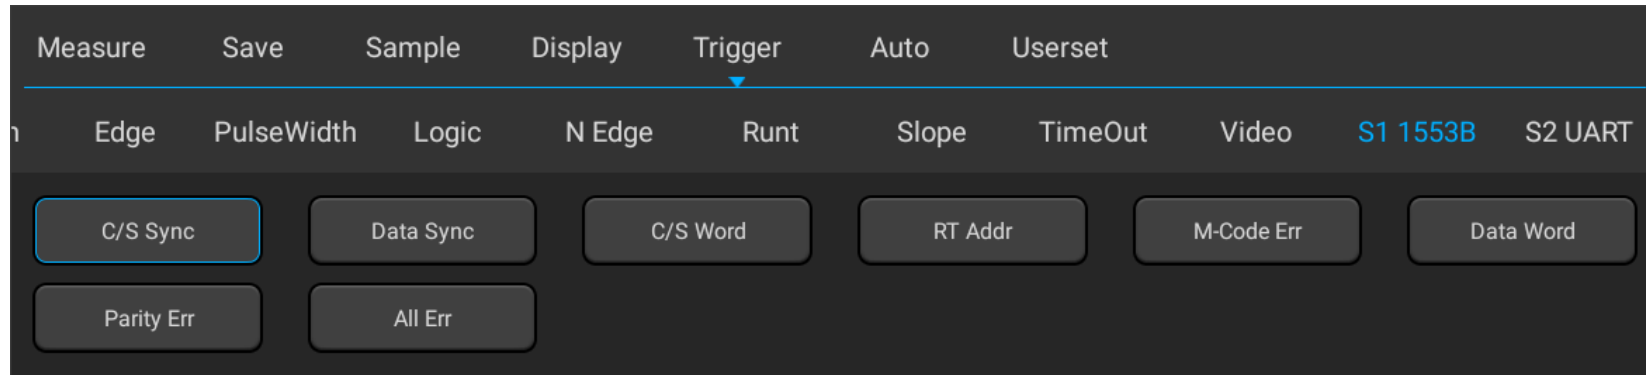 Measure Save Sample Display Trigger Auto Userset
Edge PulseWidth Logic N Edge Runt Slope TimeOut Video S1 1553B S2 UART
C/S Sync Data Sync C/S Word RT Addr M-Code Err Data Word
Parity Err All Err